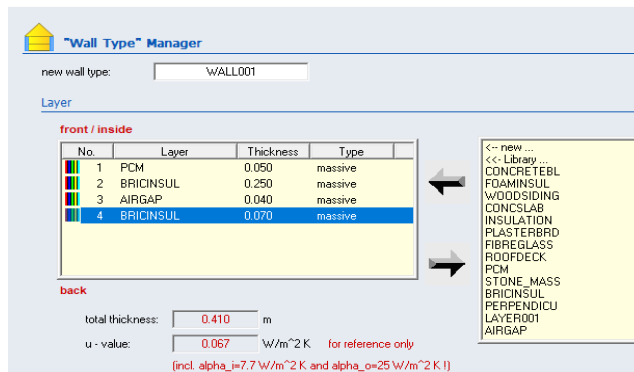 "Wall Type" Manager
new wall type: WALL001
Layer
front / inside
No. Layer Thickness Type
1 PCM 0.050 massive
2 BRICINSUL 0.250 massive
3 AIRGAP 0.040 massive
4 BRICINSUL 0.070 massive
back
total thickness: 0.410 m
u - value: 0.067 W/m^2 K for reference only
(incl. alpha_i=7.7 W/m^2 K and alpha_o=25 W/m^2 K !)
<-- new ...
<<- Library ...
CONCRETEBL
FOAMINSUL
WOODSIDING
CONCSLAB
INSULATION
PLASTERBRD
FIBREGLASS
ROOFDECK
PCM
STONE_MASS
BRICINSUL
PERPENDICU
LAYER001
AIRGAP